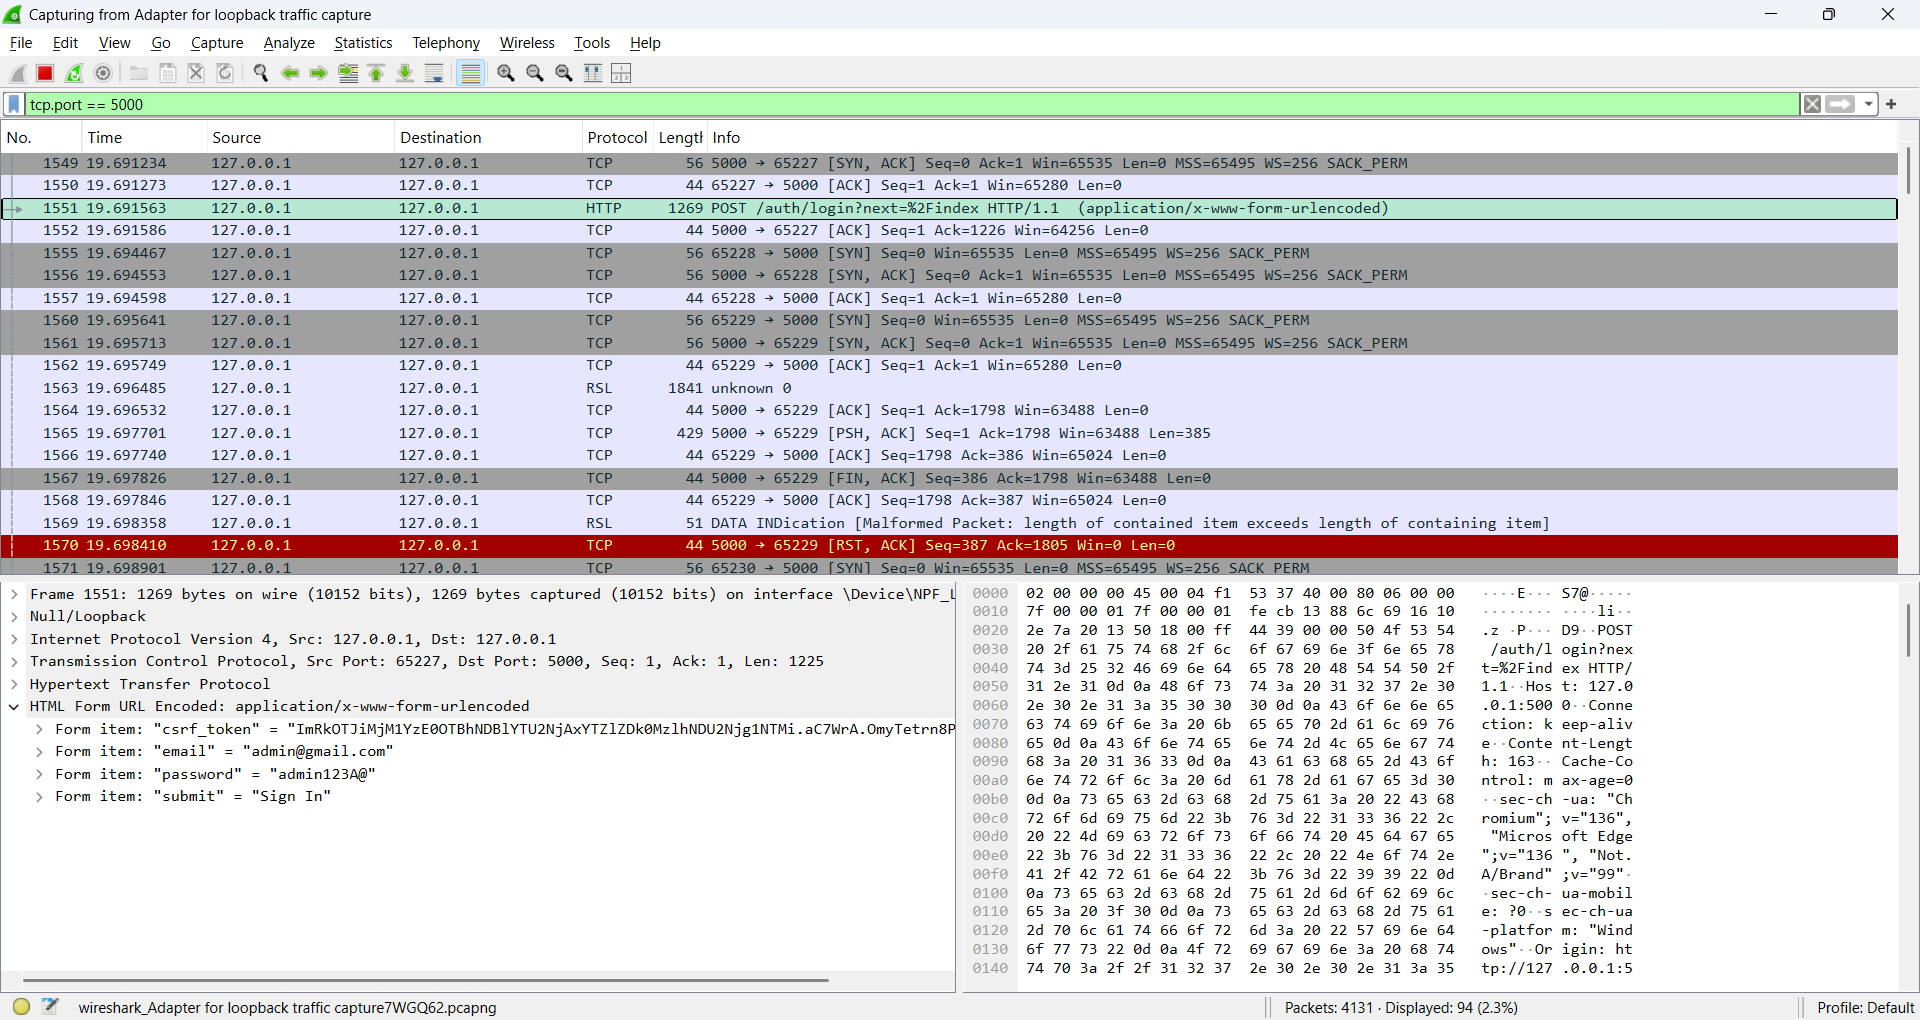 Capturing from Adapter for loopback traffic capture
File Edit View Go Capture Analyze Statistics Telephony Wireless Tools Help
tcp.port == 5000
No. Time Source Destination Protocol Length Info
1549 19.691234 127.0.0.1 127.0.0.1 TCP 56 5000 → 65227 [SYN, ACK] Seq=0 Ack=1 Win=65535 Len=0 MSS=65495 WS=256 SACK_PERM
1550 19.691273 127.0.0.1 127.0.0.1 TCP 44 65227 → 5000 [ACK] Seq=1 Ack=1 Win=65280 Len=0
1551 19.691563 127.0.0.1 127.0.0.1 HTTP 1269 POST /auth/login?next=%2Findex HTTP/1.1 (application/x-www-form-urlencoded)
1552 19.691586 127.0.0.1 127.0.0.1 TCP 44 5000 → 65227 [ACK] Seq=1 Ack=1226 Win=64256 Len=0
1555 19.694467 127.0.0.1 127.0.0.1 TCP 56 65228 → 5000 [SYN] Seq=0 Win=65535 Len=0 MSS=65495 WS=256 SACK_PERM
1556 19.694553 127.0.0.1 127.0.0.1 TCP 56 5000 → 65228 [SYN, ACK] Seq=0 Ack=1 Win=65535 Len=0 MSS=65495 WS=256 SACK_PERM
1557 19.694598 127.0.0.1 127.0.0.1 TCP 44 65228 → 5000 [ACK] Seq=1 Ack=1 Win=65280 Len=0
1560 19.695641 127.0.0.1 127.0.0.1 TCP 56 65229 → 5000 [SYN] Seq=0 Win=65535 Len=0 MSS=65495 WS=256 SACK_PERM
1561 19.695713 127.0.0.1 127.0.0.1 TCP 56 5000 → 65229 [SYN, ACK] Seq=0 Ack=1 Win=65535 Len=0 MSS=65495 WS=256 SACK_PERM
1562 19.695749 127.0.0.1 127.0.0.1 TCP 44 65229 → 5000 [ACK] Seq=1 Ack=1 Win=65280 Len=0
1563 19.696485 127.0.0.1 127.0.0.1 RSL 1841 unknown 0
1564 19.696532 127.0.0.1 127.0.0.1 TCP 44 5000 → 65229 [ACK] Seq=1 Ack=1798 Win=63488 Len=0
1565 19.697701 127.0.0.1 127.0.0.1 TCP 429 5000 → 65229 [PSH, ACK] Seq=1 Ack=1798 Win=63488 Len=385
1566 19.697740 127.0.0.1 127.0.0.1 TCP 44 65229 → 5000 [ACK] Seq=1798 Ack=386 Win=65024 Len=0
1567 19.697826 127.0.0.1 127.0.0.1 TCP 44 5000 → 65229 [FIN, ACK] Seq=386 Ack=1798 Win=63488 Len=0
1568 19.697846 127.0.0.1 127.0.0.1 TCP 44 65229 → 5000 [ACK] Seq=1798 Ack=387 Win=65024 Len=0
1569 19.698358 127.0.0.1 127.0.0.1 RSL 51 DATA INDication [Malformed Packet: length of contained item exceeds length of containing item]
1570 19.698410 127.0.0.1 127.0.0.1 TCP 44 5000 → 65229 [RST, ACK] Seq=387 Ack=1805 Win=0 Len=0
1571 19.698901 127.0.0.1 127.0.0.1 TCP 56 65230 → 5000 [SYN] Seq=0 Win=65535 Len=0 MSS=65495 WS=256 SACK_PERM
Frame 1551: 1269 bytes on wire (10152 bits), 1269 bytes captured (10152 bits) on interface \Device\NPF_L
Null/Loopback
Internet Protocol Version 4, Src: 127.0.0.1, Dst: 127.0.0.1
Transmission Control Protocol, Src Port: 65227, Dst Port: 5000, Seq: 1, Ack: 1, Len: 1225
Hypertext Transfer Protocol
HTML Form URL Encoded: application/x-www-form-urlencoded
Form item: "csrf_token" = "ImRkOTJiMjM1YzE0OTBhNDBlYTU2NjAxYTZlZDk0MzlhNDU2Njg1NTMi.aC7WrA.OmyTetrn8P
Form item: "email" = "admin@gmail.com"
Form item: "password" = "admin123A@"
Form item: "submit" = "Sign In"
0000 02 00 00 00 45 00 04 f1 53 37 40 00 80 06 00 00 ····E··· S7@·····
0010 7f 00 00 01 7f 00 00 01 fe cb 13 88 6c 69 16 10 ········ ····li··
0020 2e 7a 20 13 50 18 00 ff 44 39 00 00 50 4f 53 54 .z ·P··· D9··POST
0030 20 2f 61 75 74 68 2f 6c 6f 67 69 6e 3f 6e 65 78 /auth/l ogin?nex
0040 74 3d 25 32 46 69 6e 64 65 78 20 48 54 54 50 2f t=%2Find ex HTTP/
0050 31 2e 31 0d 0a 48 6f 73 74 3a 20 31 32 37 2e 30 1.1··Hos t: 127.0
0060 2e 30 2e 31 3a 35 30 30 30 0d 0a 43 6f 6e 6e 65 .0.1:500 0··Conne
0070 63 74 69 6f 6e 3a 20 6b 65 65 70 2d 61 6c 69 76 ction: k eep-aliv
0080 65 0d 0a 43 6f 6e 74 65 6e 74 2d 4c 65 6e 67 74 e··Conte nt-Lengt
0090 68 3a 20 31 36 33 0d 0a 43 61 63 68 65 2d 43 6f h: 163·· Cache-Co
00a0 6e 74 72 6f 6c 3a 20 6d 61 78 2d 61 67 65 3d 30 ntrol: m ax-age=0
00b0 0d 0a 73 65 63 2d 63 68 2d 75 61 3a 20 22 43 68 ··sec-ch -ua: "Ch
00c0 72 6f 6d 69 75 6d 22 3b 76 3d 22 31 33 36 22 2c romium"; v="136",
00d0 20 22 4d 69 63 72 6f 73 6f 66 74 20 45 64 67 65 "Micros oft Edge
00e0 22 3b 76 3d 22 31 33 36 22 2c 20 22 4e 6f 74 2e ";v="136 ", "Not.
00f0 41 2f 42 72 61 6e 64 22 3b 76 3d 22 39 39 22 0d A/Brand" ;v="99"·
0100 0a 73 65 63 2d 63 68 2d 75 61 2d 6d 6f 62 69 6c ·sec-ch- ua-mobil
0110 65 3a 20 3f 30 0d 0a 73 65 63 2d 63 68 2d 75 61 e: ?0··s ec-ch-ua
0120 2d 70 6c 61 74 66 6f 72 6d 3a 20 22 57 69 6e 64 -platfor m: "Wind
0130 6f 77 73 22 0d 0a 4f 72 69 67 69 6e 3a 20 68 74 ows"··Or igin: ht
0140 74 70 3a 2f 2f 31 32 37 2e 30 2e 30 2e 31 3a 35 tp://127 .0.0.1:5
wireshark_Adapter for loopback traffic capture7WGQ62.pcapng
Packets: 4131 · Displayed: 94 (2.3%)
Profile: Default